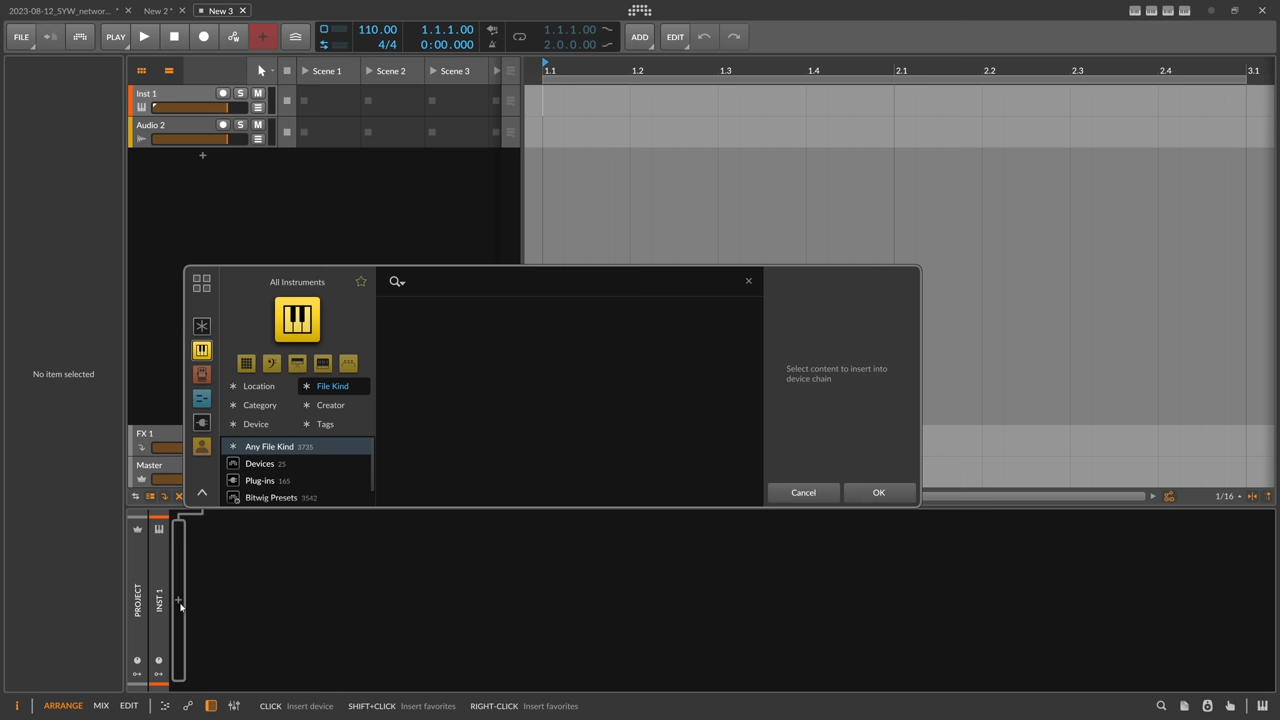 2023-08-12_5YW_networ... *
New 2 *
New 3
FILE
PLAY
110.00
4/4
1.1.1.00
0:00.000
1.1.1.00
2.0.0.00
ADD
EDIT
Scene 1
Scene 2
Scene 3
1.1
1.2
1.3
1.4
2.1
2.2
2.3
2.4
3.1
Inst 1
S
M
Audio 2
S
M
All Instruments
Location
File Kind
Category
Creator
Device
Tags
Any File Kind 3735
Devices 25
Plug-ins 165
Bitwig Presets 3542
Select content to insert into
device chain
Cancel
OK
No item selected
FX 1
Master
1/16
PROJECT
INST 1
ARRANGE
MIX
EDIT
CLICK Insert device
SHIFT+CLICK Insert favorites
RIGHT-CLICK Insert favorites